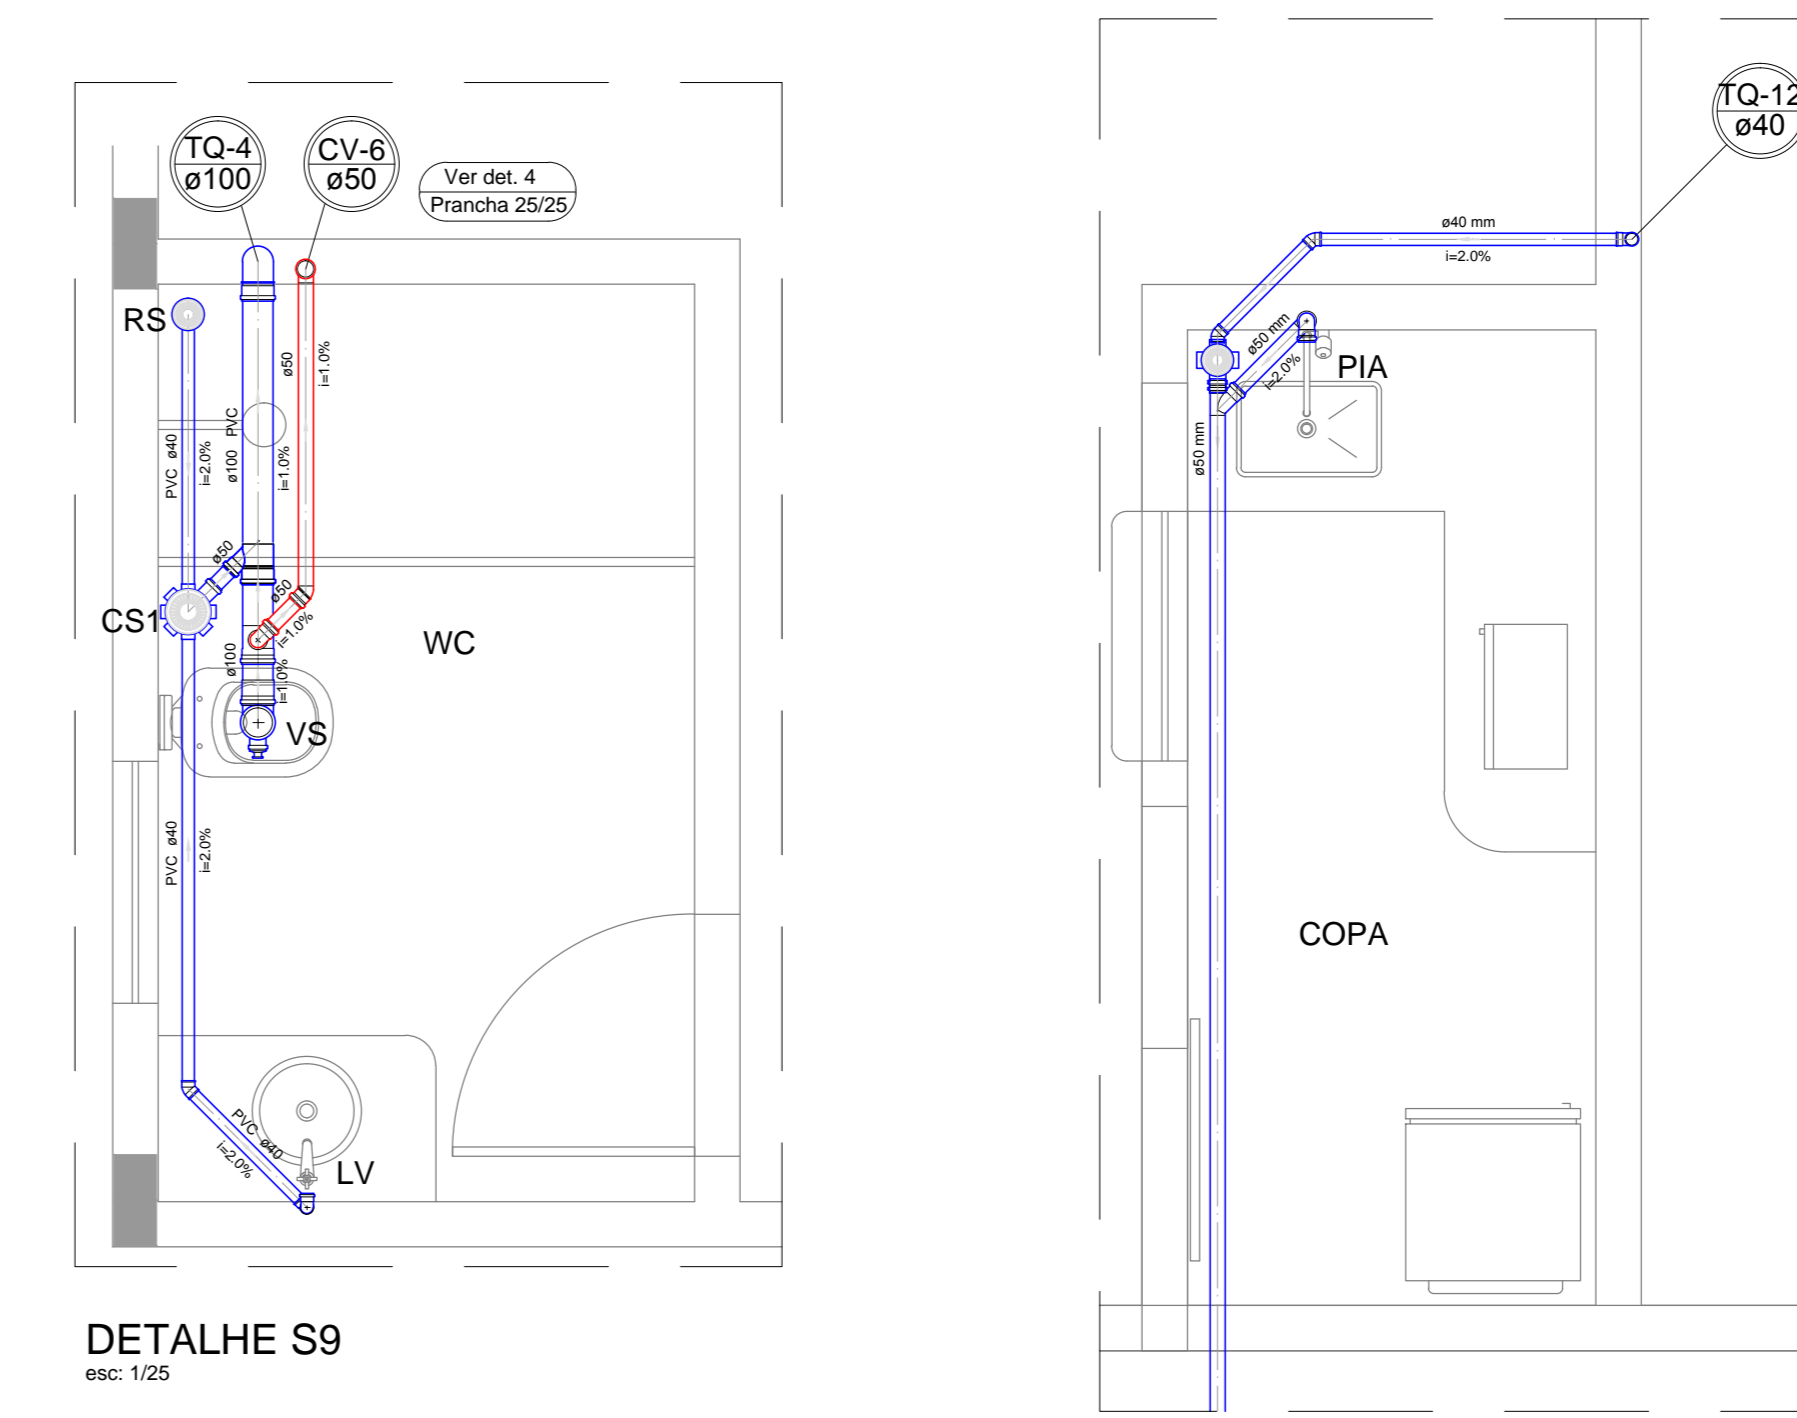 TQ-4
ø100
CV-6
ø50
Ver det. 4
Prancha 25/25
RS
PVC ø40
i=2.0%
ø100 PVC
i=1.0%
ø50
i=1.0%
ø50
CS1
ø50
i=1.0%
ø100
i=1.0%
WC
VS
PVC ø40
i=2.0%
PVC ø40
i=2.0%
LV
DETALHE S9
esc: 1/25
TQ-12
ø40
ø40 mm
i=2.0%
ø50 mm
i=2.0%
PIA
ø50 mm
COPA